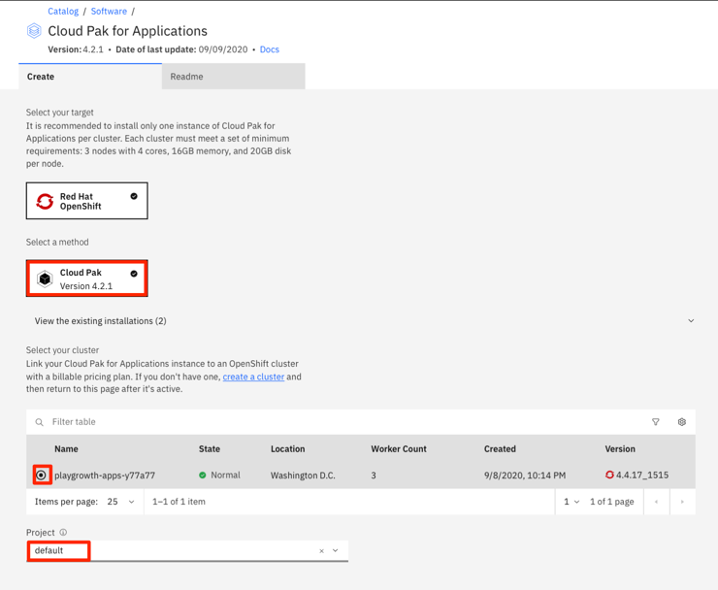 Catalog / Software /
Cloud Pak for Applications
Version: 4.2.1 • Date of last update: 09/09/2020 • Docs
Create Readme
Select your target
It is recommended to install only one instance of Cloud Pak for
Applications per cluster. Each cluster must meet a set of minimum
requirements: 3 nodes with 4 cores, 16GB memory, and 20GB disk
per node.
Red Hat
OpenShift
Select a method
Cloud Pak
Version 4.2.1
View the existing installations (2)
Select your cluster
Link your Cloud Pak for Applications instance to an OpenShift cluster
with a billable pricing plan. If you don't have one, create a cluster and
then return to this page after it's active.
Filter table
Name State Location Worker Count Created Version
playgrowth-apps-y77a77 Normal Washington D.C. 3 9/8/2020, 10:14 PM 4.4.17_1515
Items per page: 25 1–1 of 1 item 1 1 of 1 page
Project
default